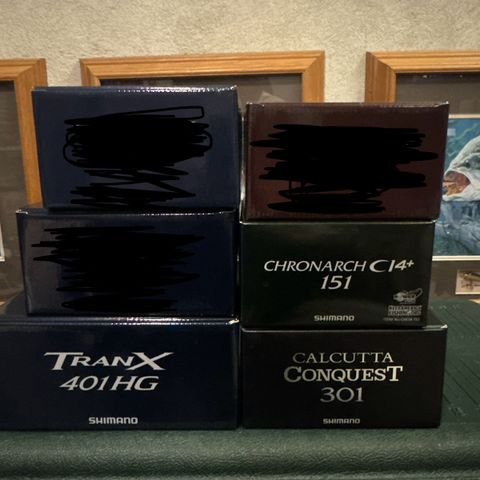 TRANX
401HG
SHIMANO
CHRONARCH CI4+
151
SHIMANO
CALCUTTA
CONQUEST
301
SHIMANO